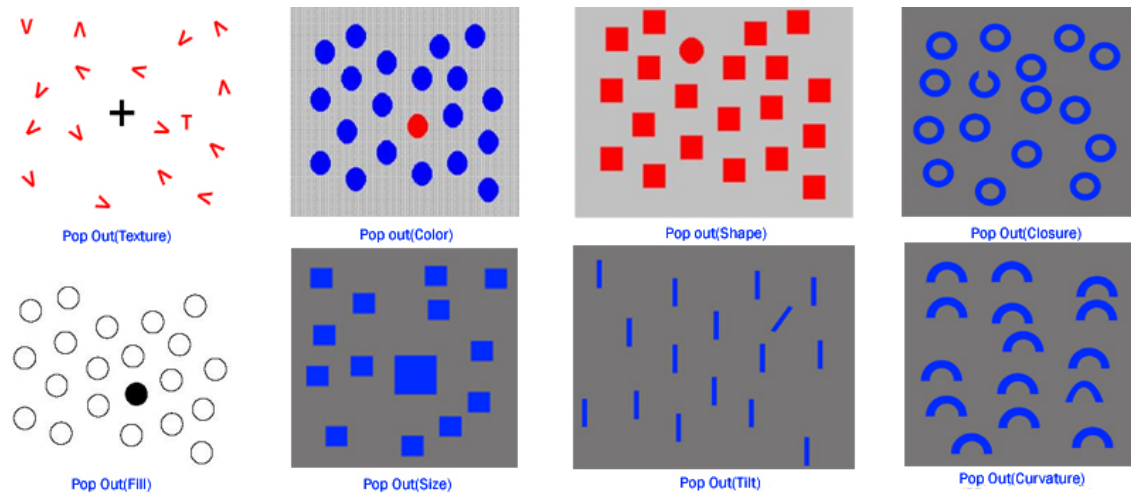 T
Pop Out(Texture)
Pop out(Color)
Pop out(Shape)
Pop Out(Closure)
Pop Out(Fill)
Pop Out(Size)
Pop Out(Tilt)
Pop Out(Curvature)